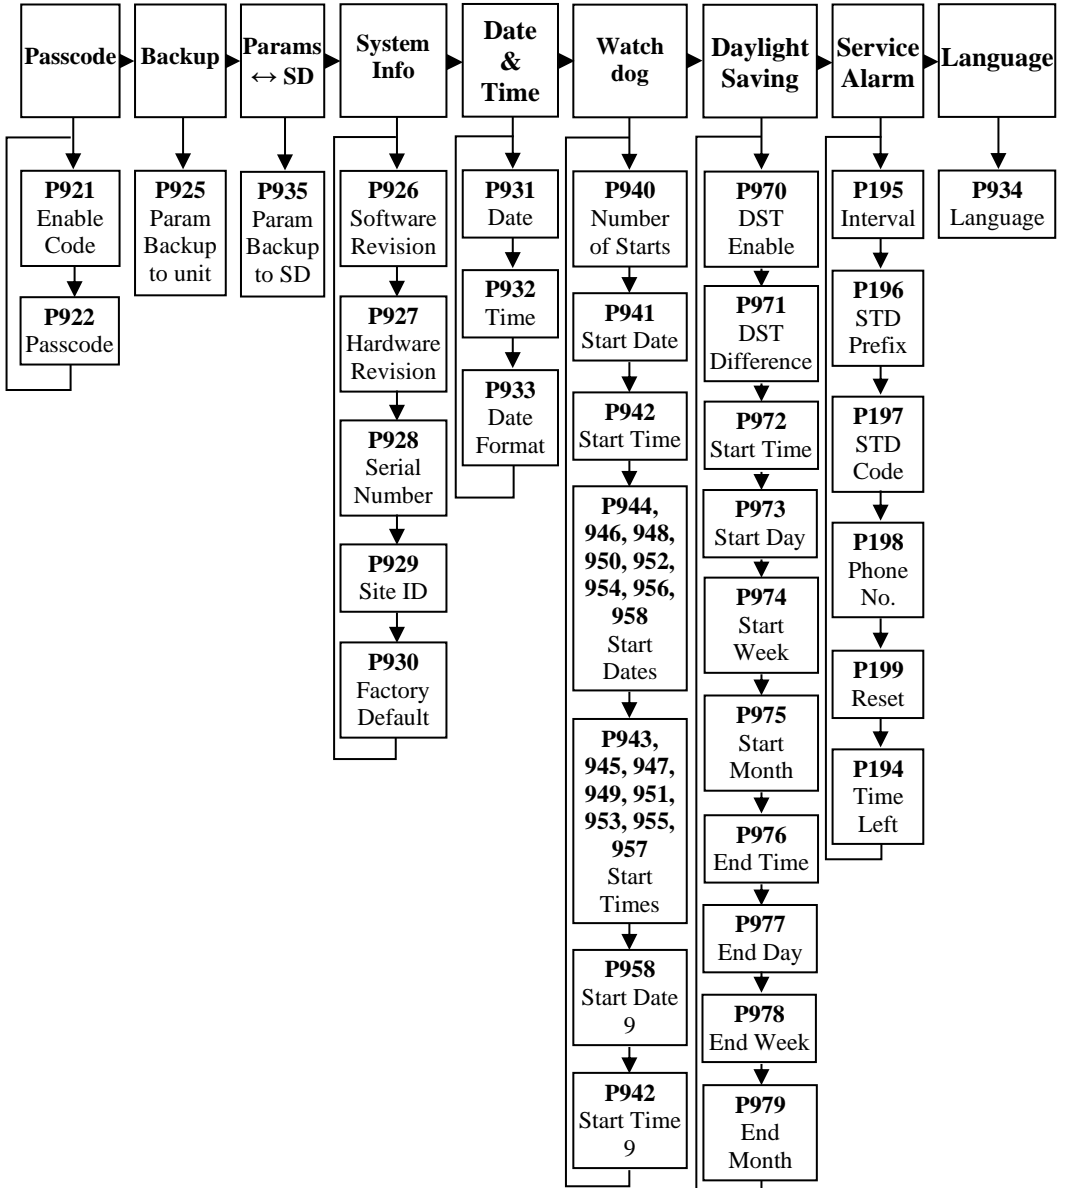 Passcode
Backup
Params
↔ SD
System
Info
Date
&
Time
Watch
dog
Daylight
Saving
Service
Alarm
Language
P921
Enable
Code
P922
Passcode
P925
Param
Backup
to unit
P935
Param
Backup
to SD
P926
Software
Revision
P927
Hardware
Revision
P928
Serial
Number
P929
Site ID
P930
Factory
Default
P931
Date
P932
Time
P933
Date
Format
P940
Number
of Starts
P941
Start Date
P942
Start Time
P944,
946, 948,
950, 952,
954, 956,
958
Start
Dates
P943,
945, 947,
949, 951,
953, 955,
957
Start
Times
P958
Start Date
9
P942
Start Time
9
P970
DST
Enable
P971
DST
Difference
P972
Start Time
P973
Start Day
P974
Start
Week
P975
Start
Month
P976
End Time
P977
End Day
P978
End Week
P979
End
Month
P195
Interval
P196
STD
Prefix
P197
STD
Code
P198
Phone
No.
P199
Reset
P194
Time
Left
P934
Language